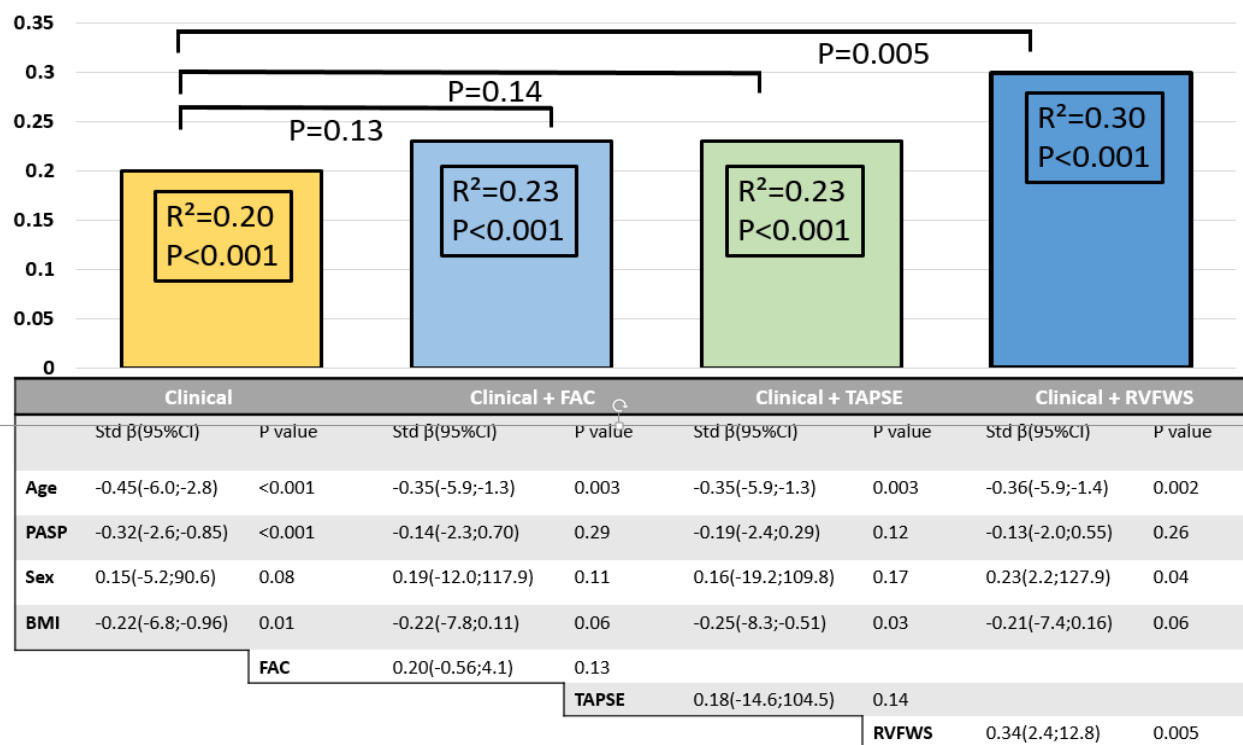 0.35
0.3
0.25
0.2
0.15
0.1
0.05
0
P=0.005
P=0.14
P=0.13
R²=0.20
P<0.001
R²=0.23
P<0.001
R²=0.23
P<0.001
R²=0.30
P<0.001
Clinical Clinical + FAC Clinical + TAPSE Clinical + RVFWS
Std β(95%CI) P value Std β(95%CI) P value Std β(95%CI) P value Std β(95%CI) P value
Age -0.45(-6.0;-2.8) <0.001 -0.35(-5.9;-1.3) 0.003 -0.35(-5.9;-1.3) 0.003 -0.36(-5.9;-1.4) 0.002
PASP -0.32(-2.6;-0.85) <0.001 -0.14(-2.3;0.70) 0.29 -0.19(-2.4;0.29) 0.12 -0.13(-2.0;0.55) 0.26
Sex 0.15(-5.2;90.6) 0.08 0.19(-12.0;117.9) 0.11 0.16(-19.2;109.8) 0.17 0.23(2.2;127.9) 0.04
BMI -0.22(-6.8;-0.96) 0.01 -0.22(-7.8;0.11) 0.06 -0.25(-8.3;-0.51) 0.03 -0.21(-7.4;0.16) 0.06
FAC 0.20(-0.56;4.1) 0.13
TAPSE 0.18(-14.6;104.5) 0.14
RVFWS 0.34(2.4;12.8) 0.005